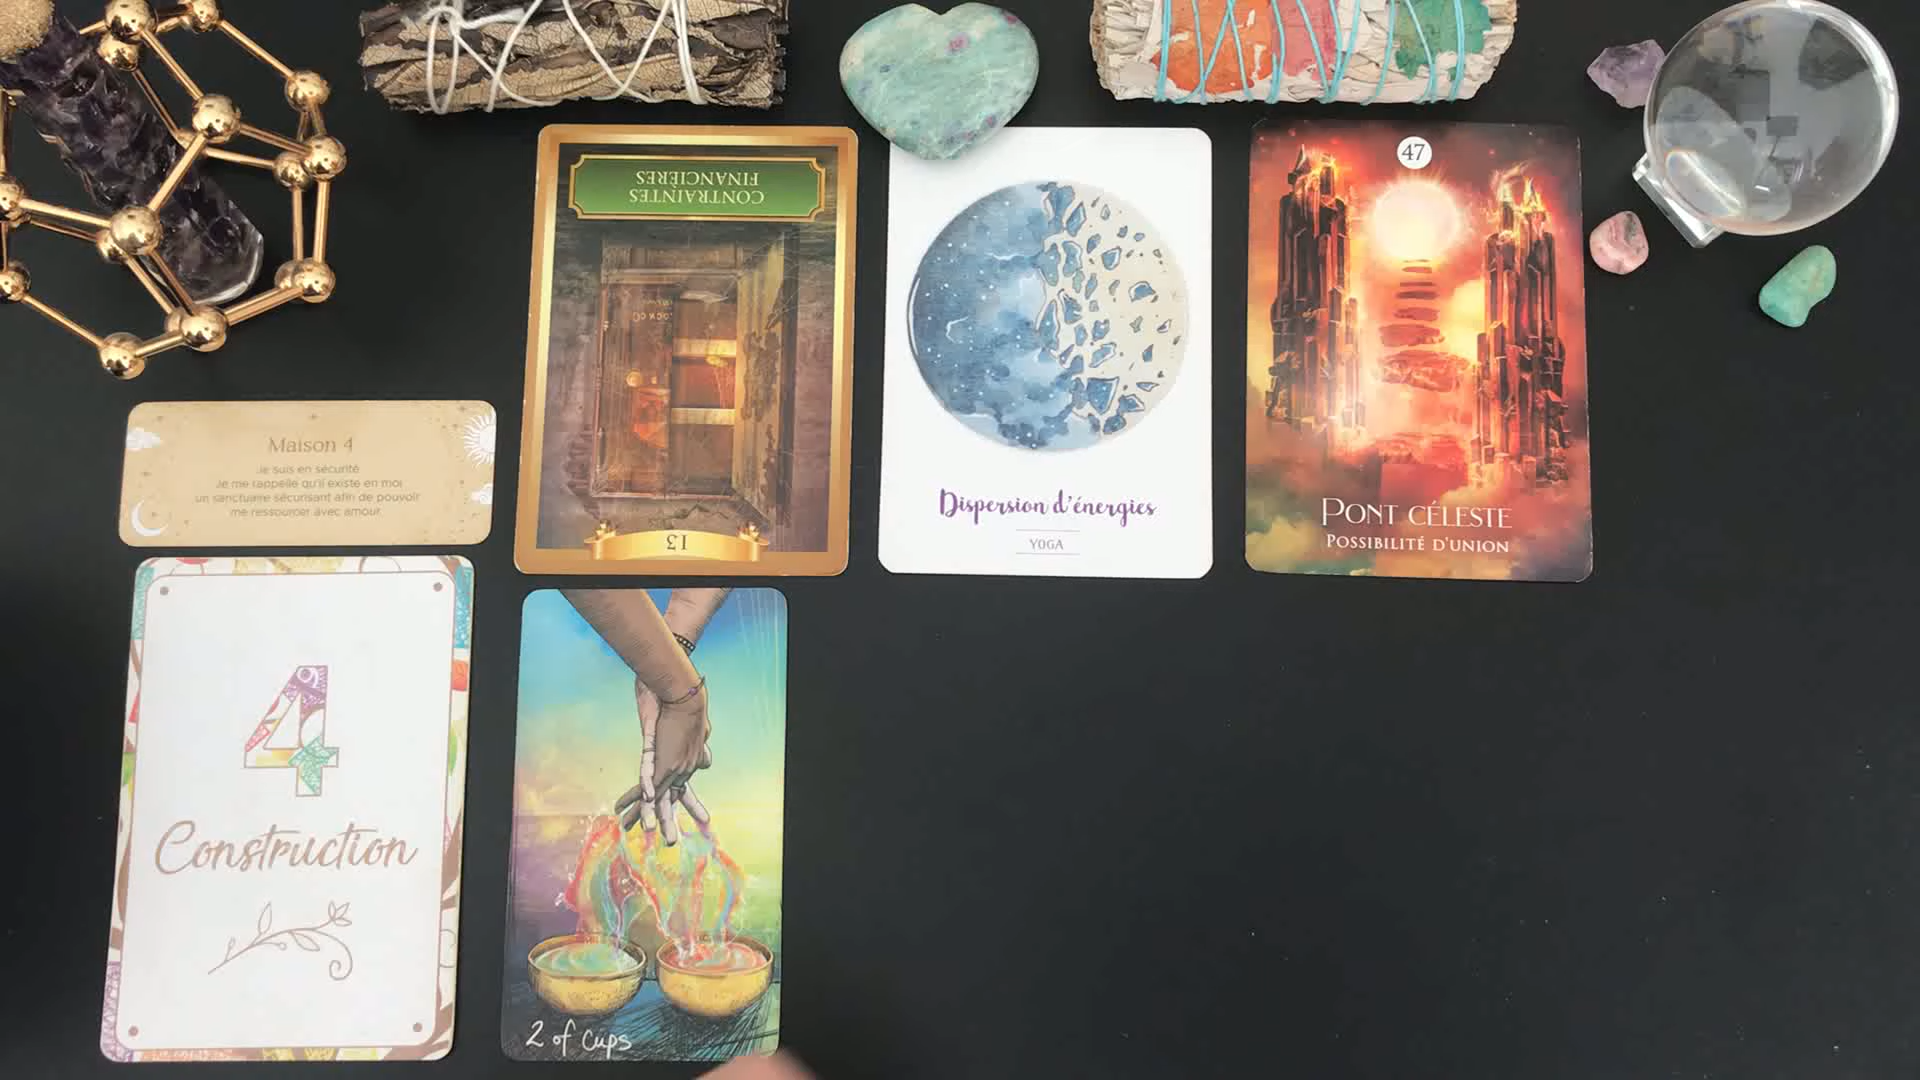 CONTRAINTES
FINANCIÈRES
13
Dispersion d'énergies
YOGA
47
PONT CÉLESTE
POSSIBILITÉ D'UNION
Maison 4
Je suis en sécurité
Je me rappelle qu'il existe en moi
un sanctuaire sécurisant afin de pouvoir
me ressourcer avec amour
4
Construction
2 of cups